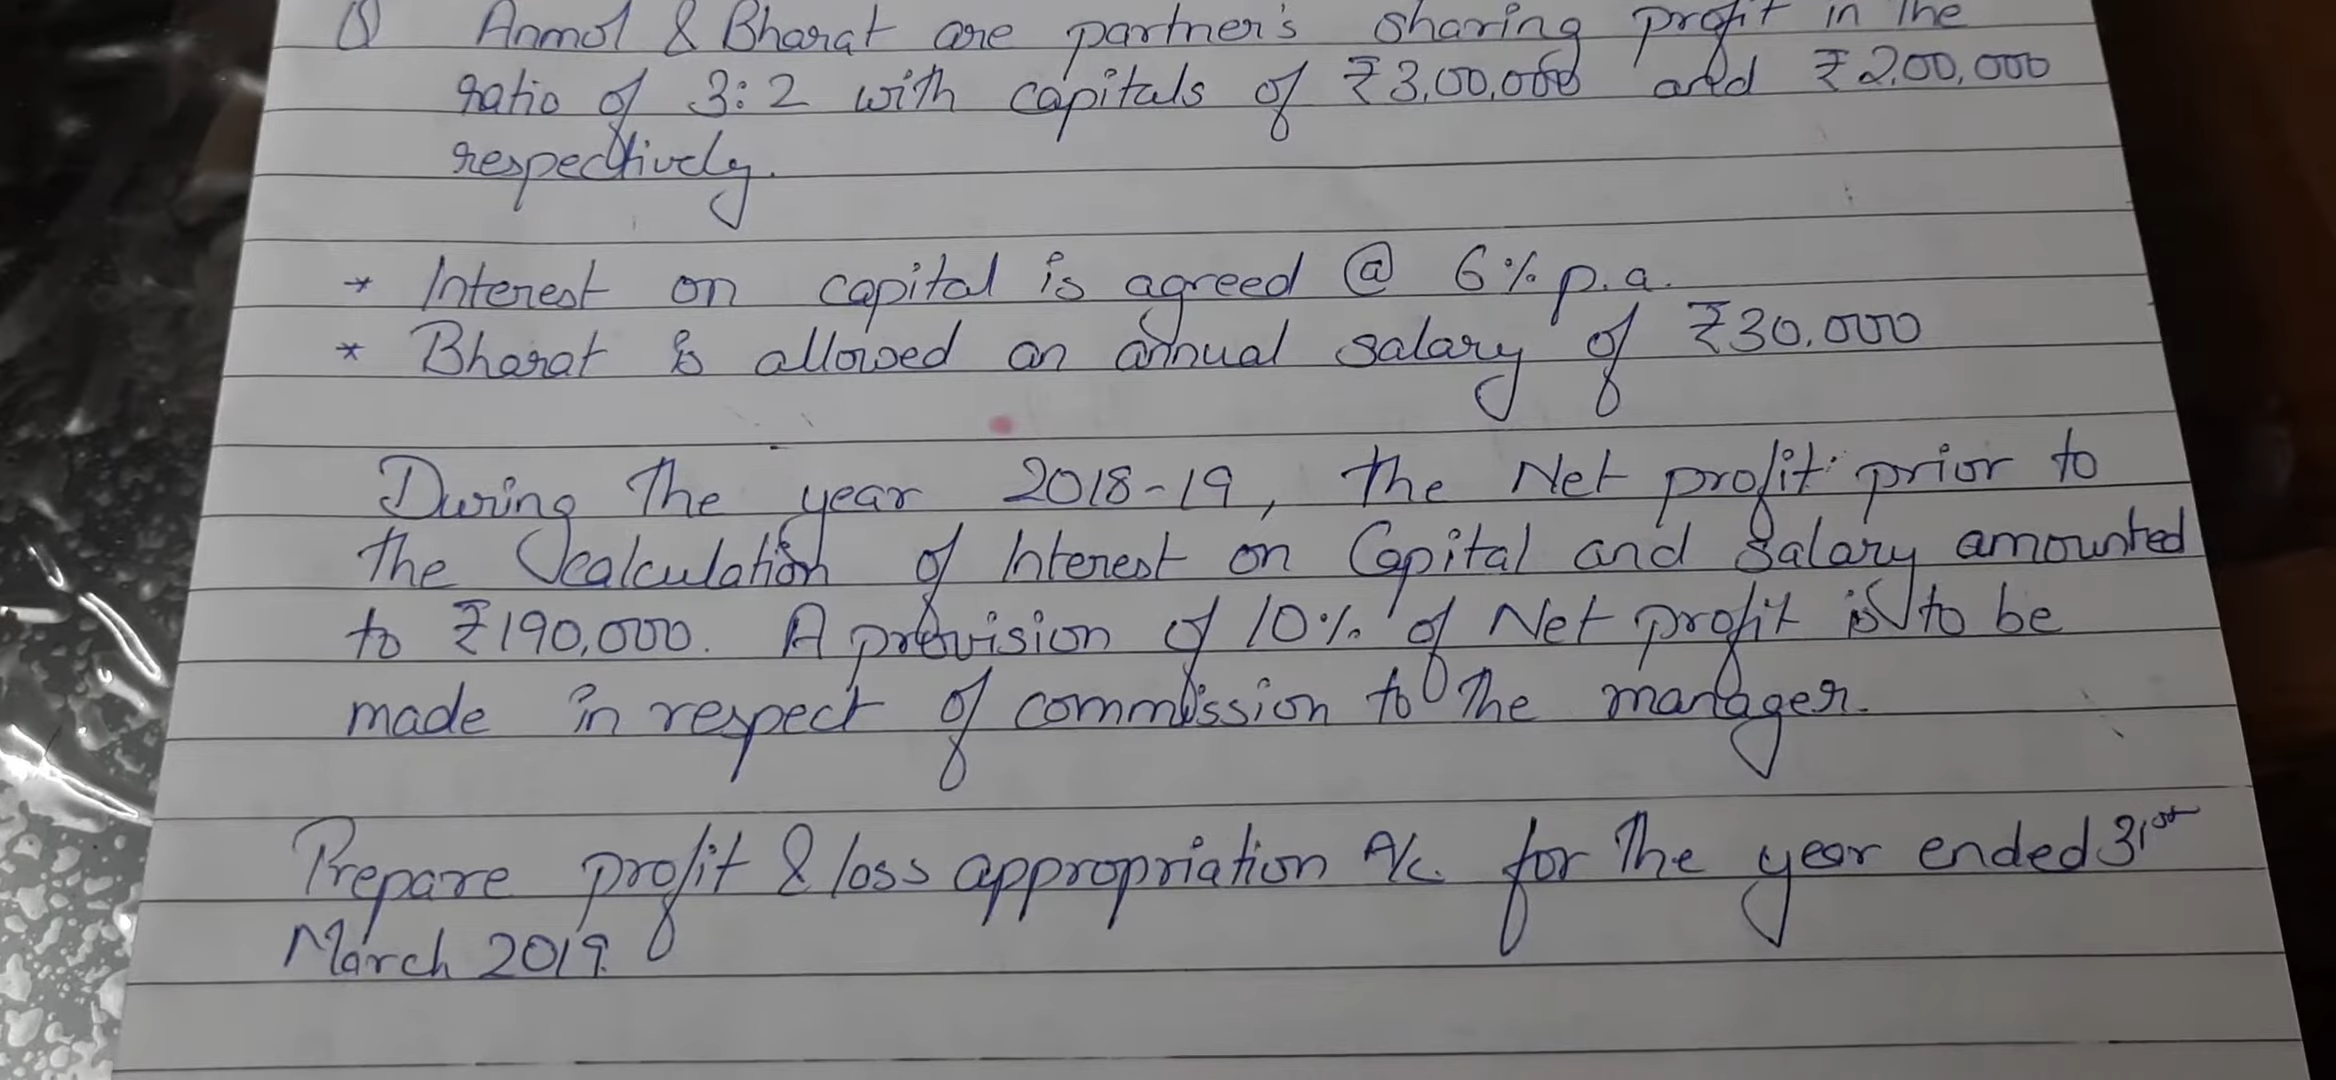 Q Anmol & Bharat are partner's sharing profit in the
ratio of 3:2 with capitals of ₹3,00,000 and ₹2,00,000
respectively.
* Interest on capital is agreed @ 6% p.a.
* Bharat is allowed an annual salary of ₹30,000
During the year 2018-19, the Net profit prior to
the calculation of Interest on Capital and Salary amounted
to ₹190,000. A provision of 10% of Net profit is to be
made in respect of commission to the manager.
Prepare profit & loss appropriation A/c. for the year ended 31st
March 2019.